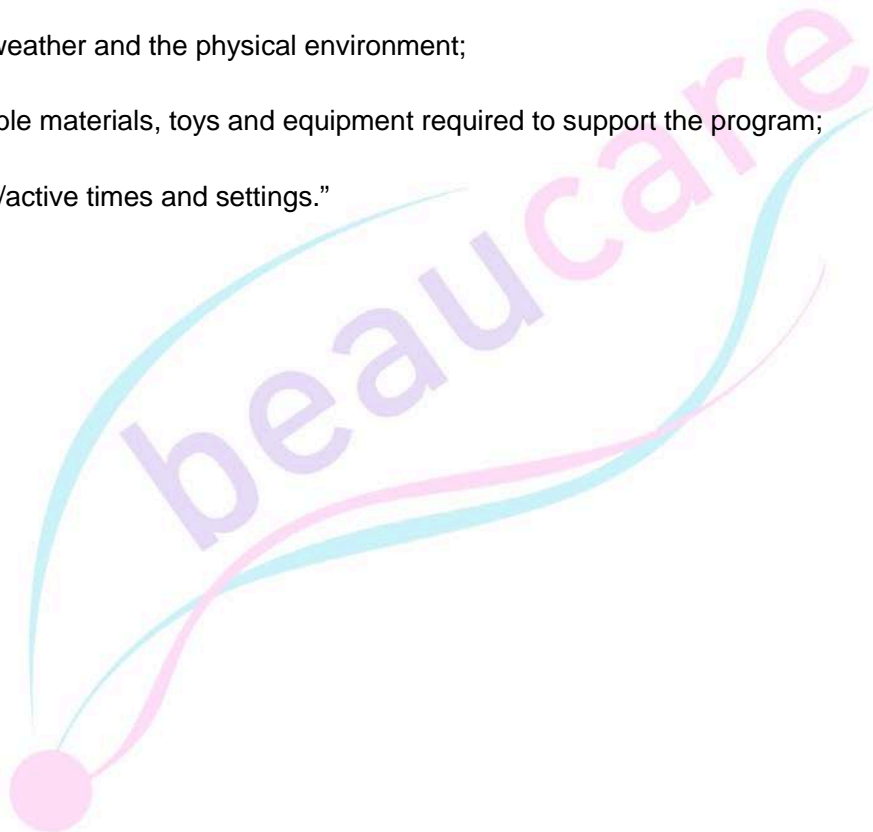 weather and the physical environment;
materials, toys and equipment required to support the program;
/active times and settings.”
beaucare